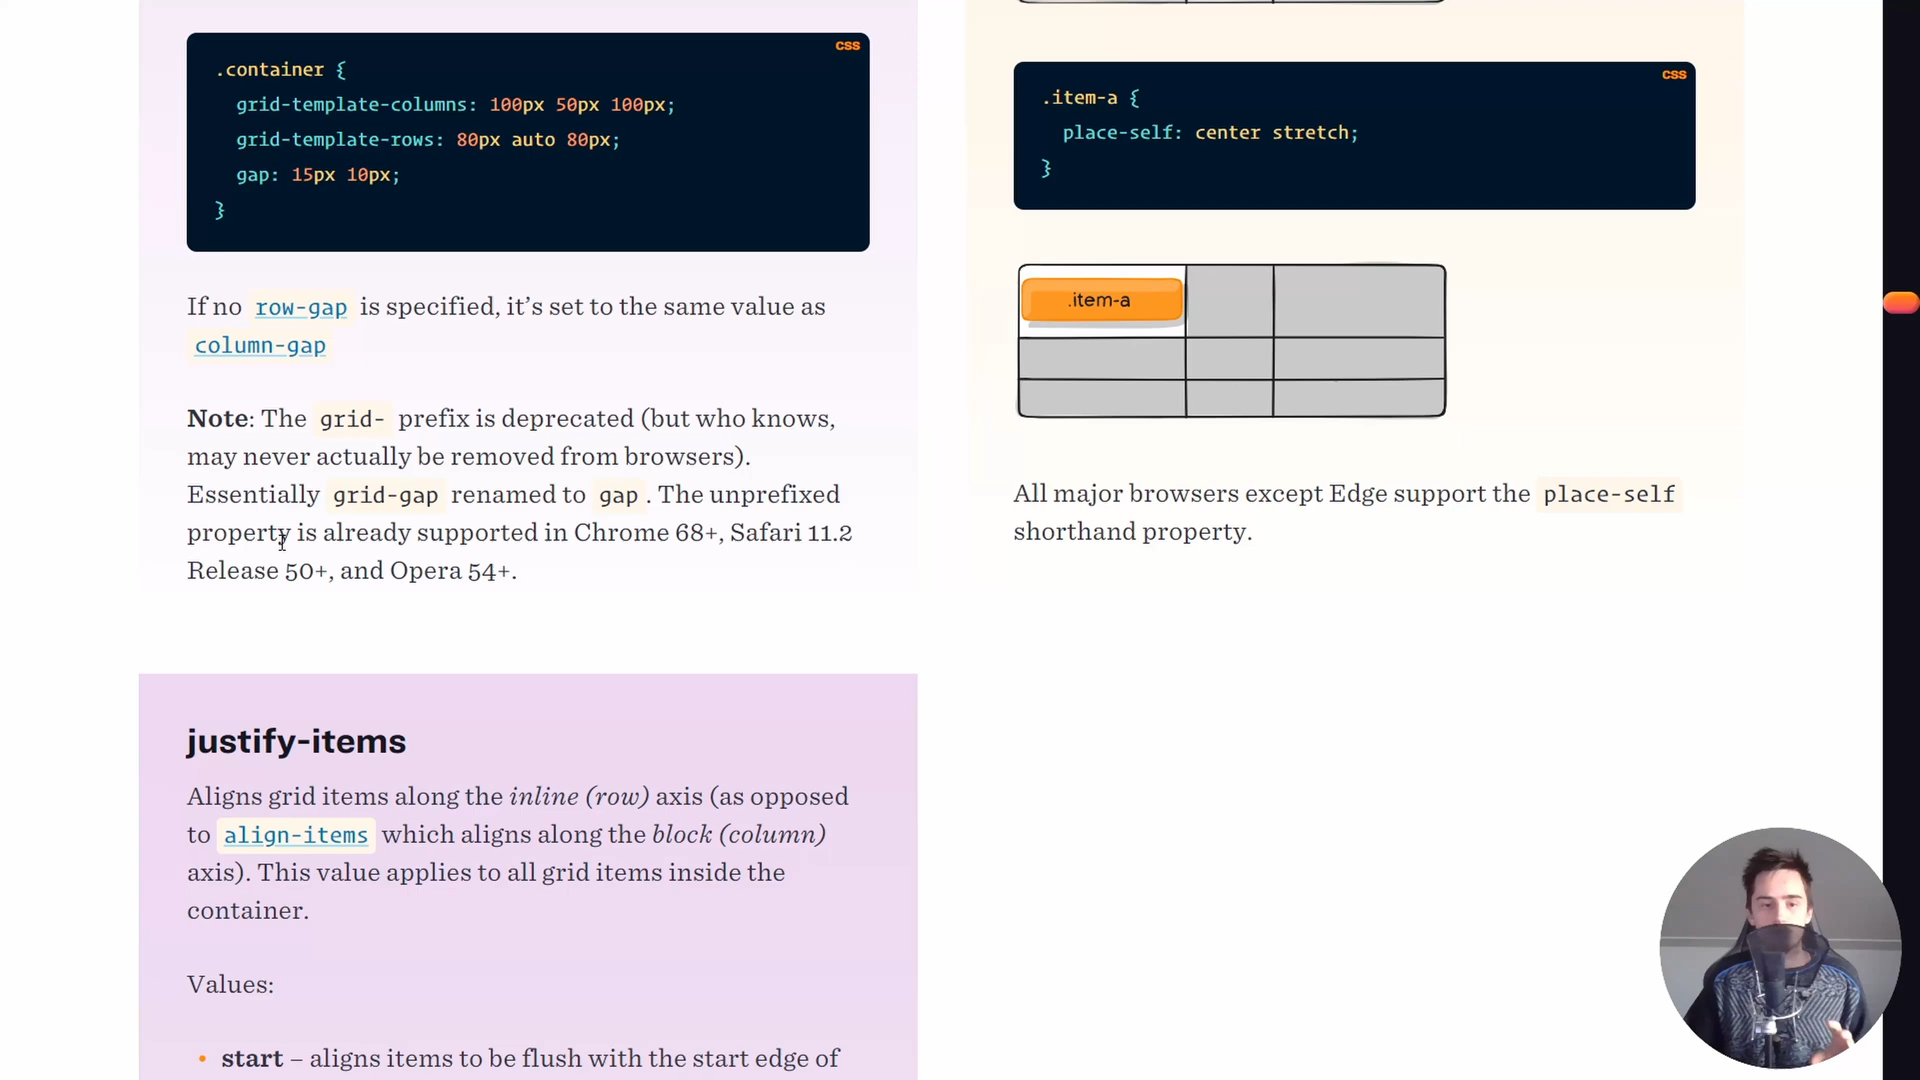 css
.container {
grid-template-columns: 100px 50px 100px;
grid-template-rows: 80px auto 80px;
gap: 15px 10px;
}
If no row-gap is specified, it’s set to the same value as
column-gap
Note: The grid- prefix is deprecated (but who knows,
may never actually be removed from browsers).
Essentially grid-gap renamed to gap. The unprefixed
property is already supported in Chrome 68+, Safari 11.2
Release 50+, and Opera 54+.
justify-items
Aligns grid items along the inline (row) axis (as opposed
to align-items which aligns along the block (column)
axis). This value applies to all grid items inside the
container.
Values:
• start – aligns items to be flush with the start edge of
css
.item-a {
place-self: center stretch;
}
.item-a
All major browsers except Edge support the place-self
shorthand property.